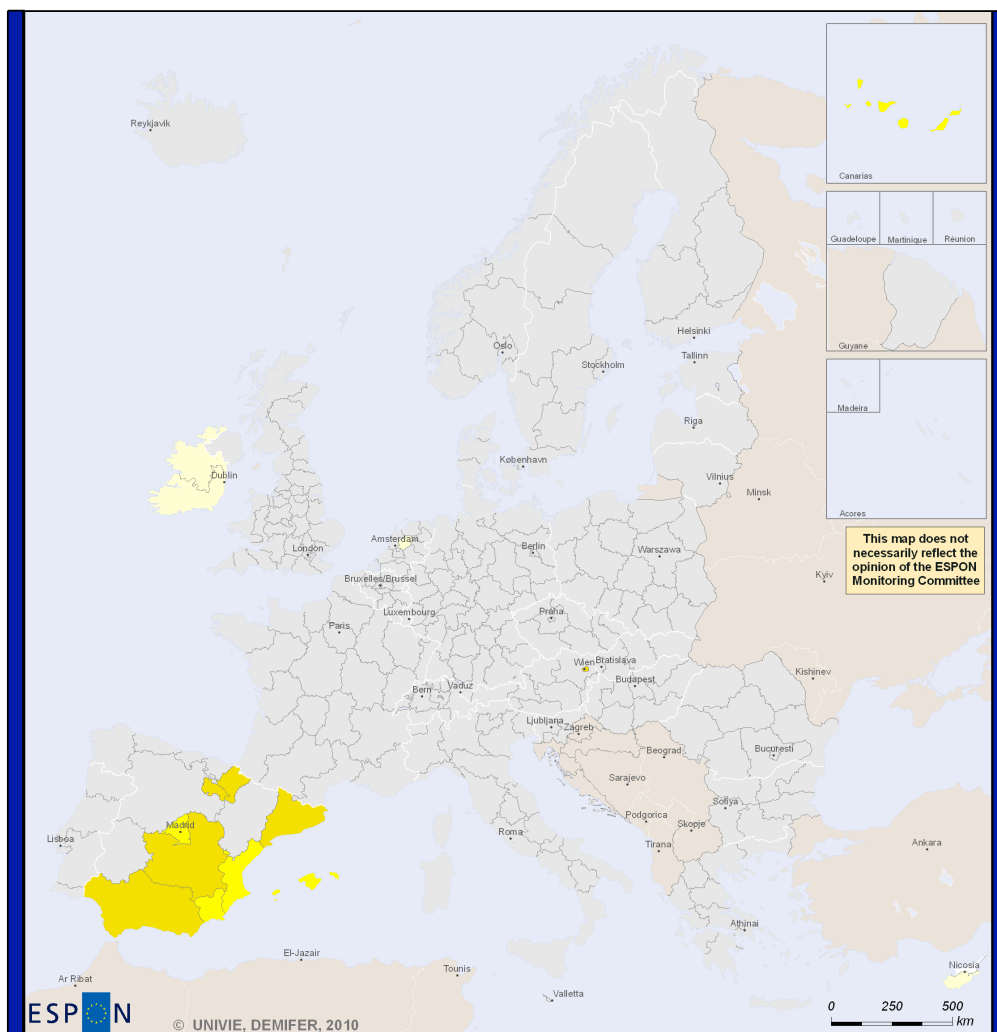 Reykjavik
Canarias
Guadeloupe
Martinique
Réunion
Guyane
Madeira
Acores
This map does not
necessarily reflect the
opinion of the ESPON
Monitoring Committee
Helsinki
Oslo
Tallinn
Stockholm
Riga
København
Dublin
Vilnius
Minsk
Amsterdam
London
Berlin
Warszawa
Kyiv
Bruxelles/Brussel
Luxembourg
Praha
Paris
Wien
Bratislava
Kishinev
Budapest
Bern
Vaduz
Ljubljana
Zagreb
Beograd
Bucuresti
Sarajevo
Sofiya
Podgorica
Skopje
Madrid
Lisboa
Roma
Tirana
Ankara
Athinai
El-Jazair
Tounis
Nicosia
Ar Ribat
Valletta
ESPON
© UNIVIE, DEMIFER, 2010
0 250 500
km